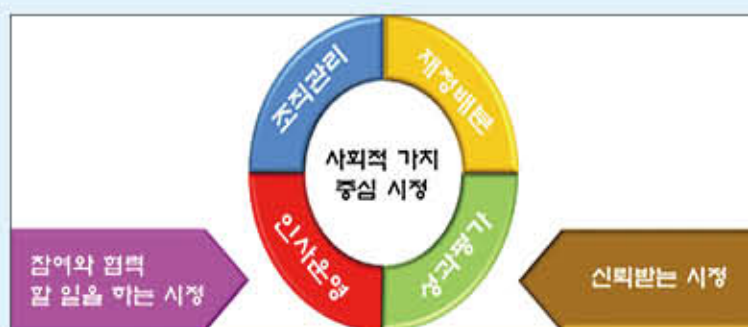 조직관리
재정배분
사회적 가치
중심 시정
인사운영
성과평가
참여와 협력
할 일을 하는 시정
신뢰받는 시정